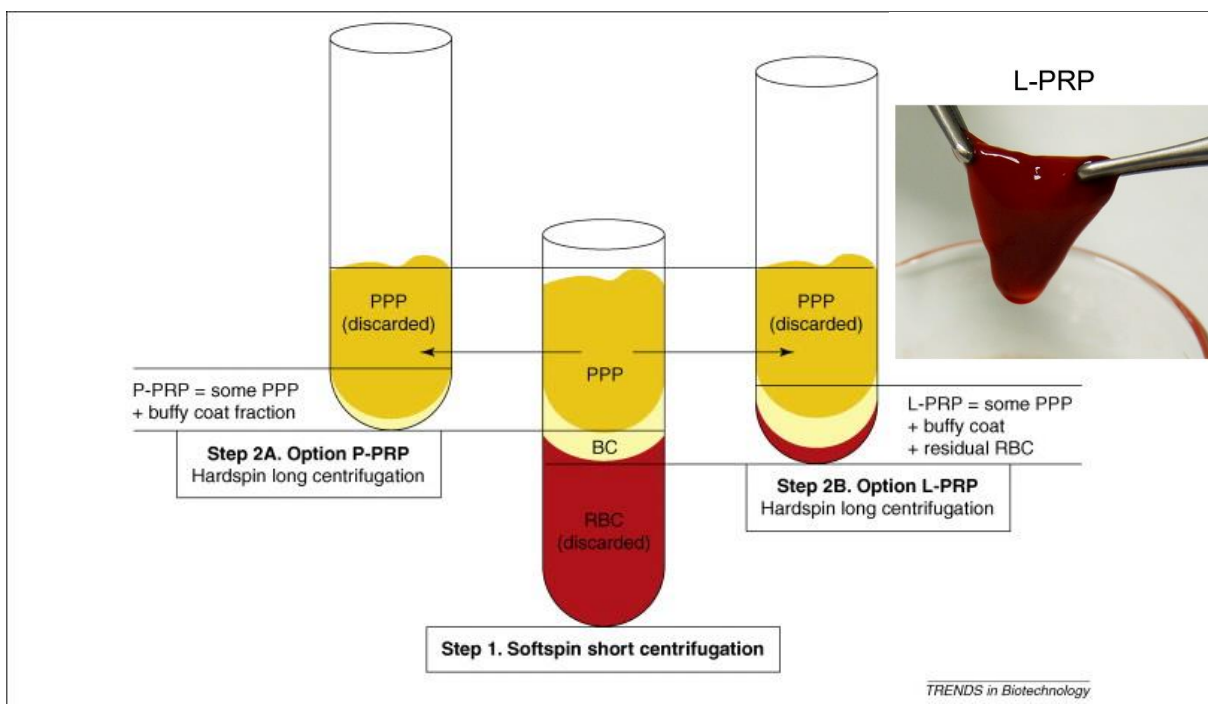 L-PRP
PPP
(discarded)
PPP
(discarded)
PPP
P-PRP = some PPP
+ buffy coat fraction
L-PRP = some PPP
+ buffy coat
+ residual RBC
BC
Step 2A. Option P-PRP
Hardspin long centrifugation
Step 2B. Option L-PRP
Hardspin long centrifugation
RBC
(discarded)
Step 1. Softspin short centrifugation
TRENDS in Biotechnology